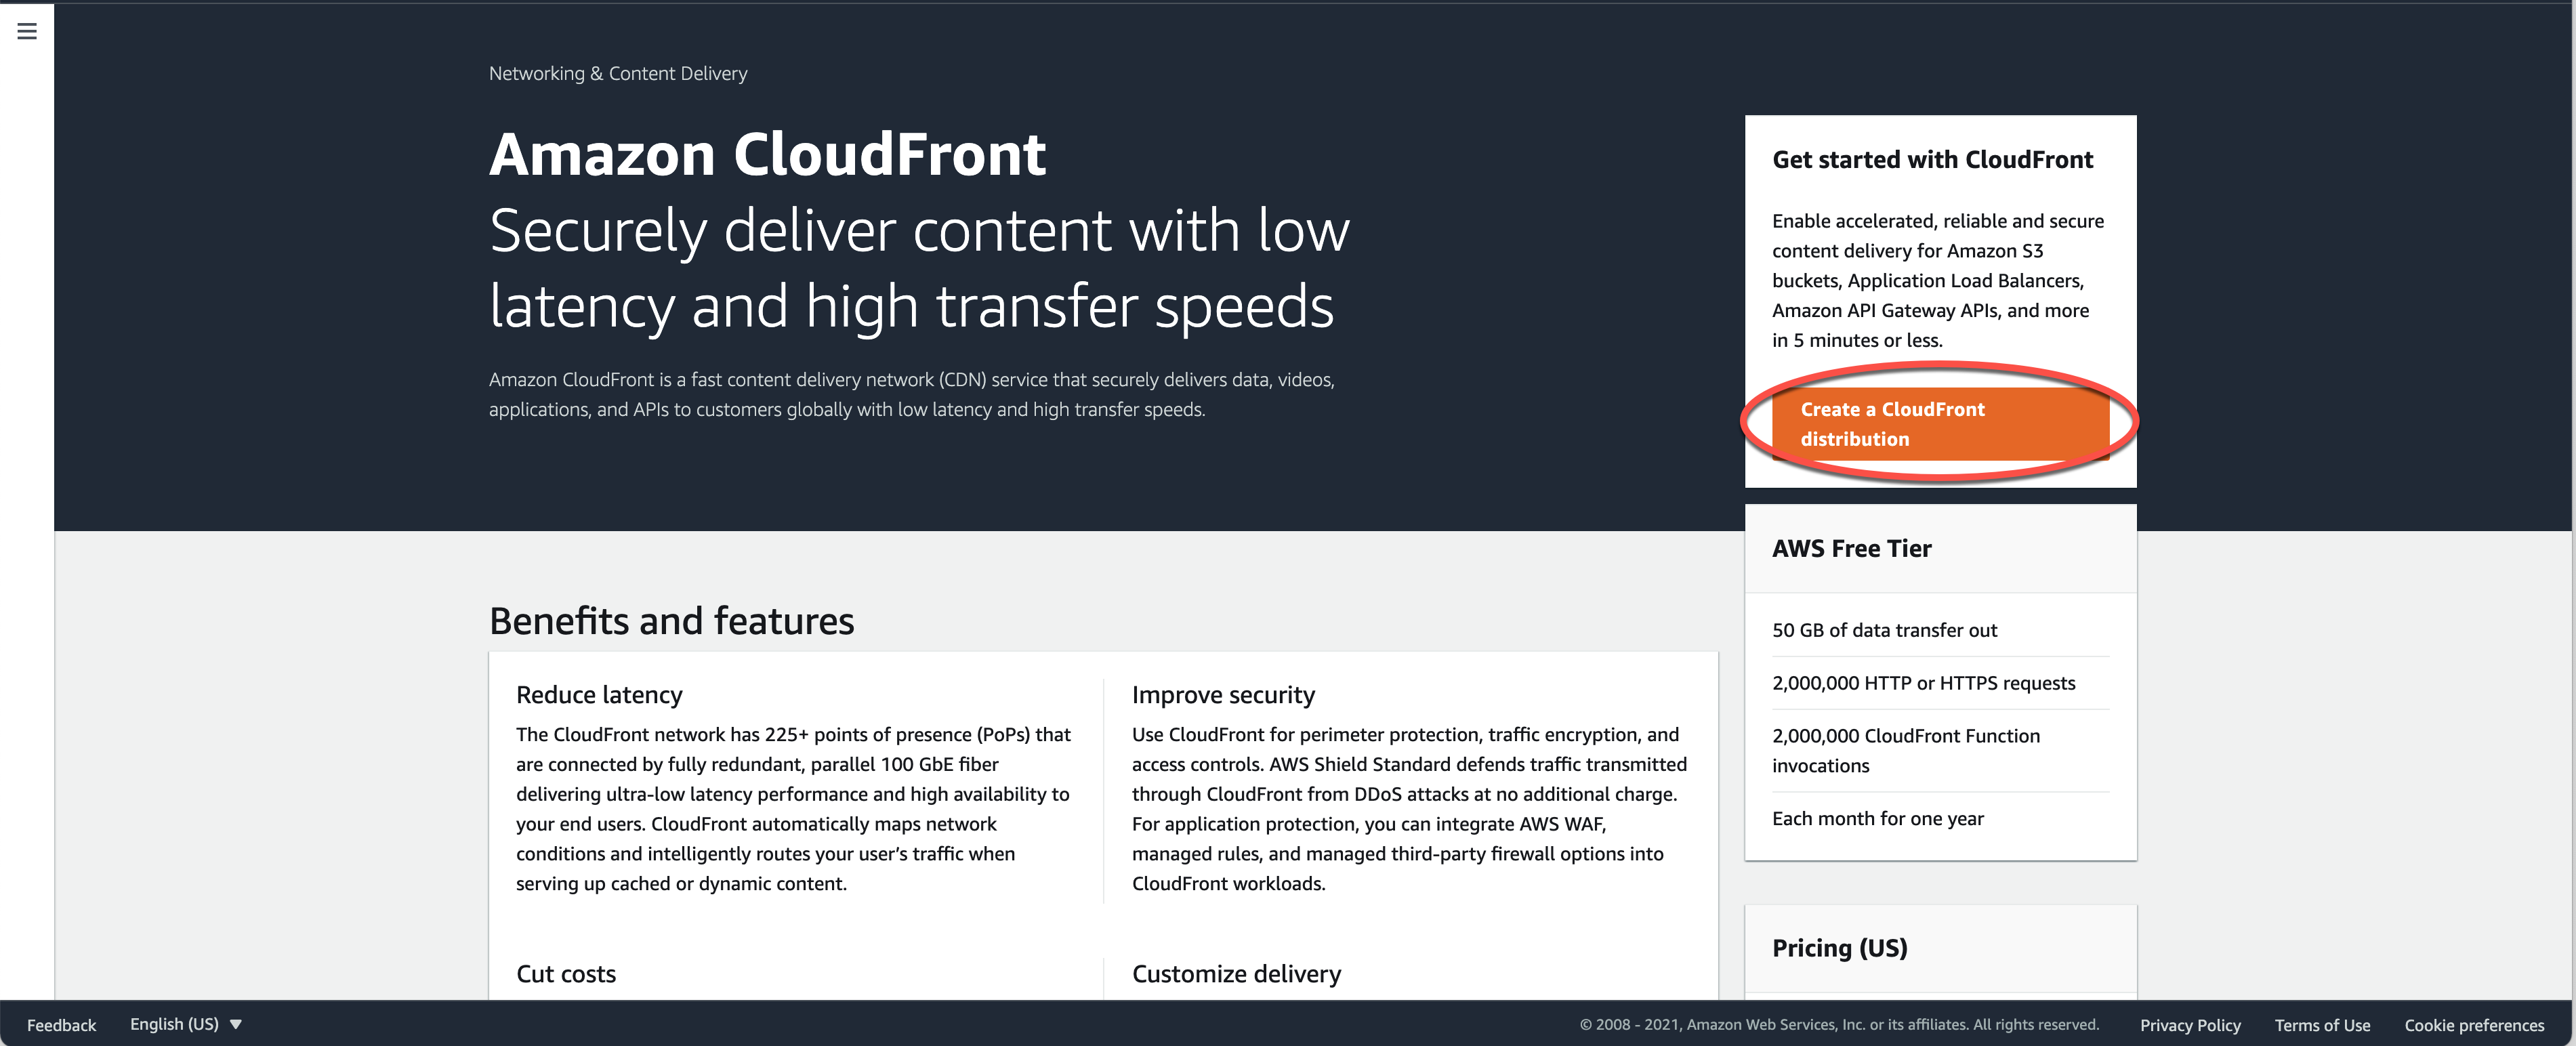 Networking & Content Delivery
Amazon CloudFront
Securely deliver content with low
latency and high transfer speeds
Amazon CloudFront is a fast content delivery network (CDN) service that securely delivers data, videos,
applications, and APIs to customers globally with low latency and high transfer speeds.
Get started with CloudFront
Enable accelerated, reliable and secure
content delivery for Amazon S3
buckets, Application Load Balancers,
Amazon API Gateway APIs, and more
in 5 minutes or less.
Create a CloudFront
distribution
AWS Free Tier
50 GB of data transfer out
2,000,000 HTTP or HTTPS requests
2,000,000 CloudFront Function
invocations
Each month for one year
Pricing (US)
Benefits and features
Reduce latency
The CloudFront network has 225+ points of presence (PoPs) that
are connected by fully redundant, parallel 100 GbE fiber
delivering ultra-low latency performance and high availability to
your end users. CloudFront automatically maps network
conditions and intelligently routes your user’s traffic when
serving up cached or dynamic content.
Improve security
Use CloudFront for perimeter protection, traffic encryption, and
access controls. AWS Shield Standard defends traffic transmitted
through CloudFront from DDoS attacks at no additional charge.
For application protection, you can integrate AWS WAF,
managed rules, and managed third-party firewall options into
CloudFront workloads.
Cut costs
Customize delivery
Feedback
English (US)
© 2008 - 2021, Amazon Web Services, Inc. or its affiliates. All rights reserved.
Privacy Policy
Terms of Use
Cookie preferences